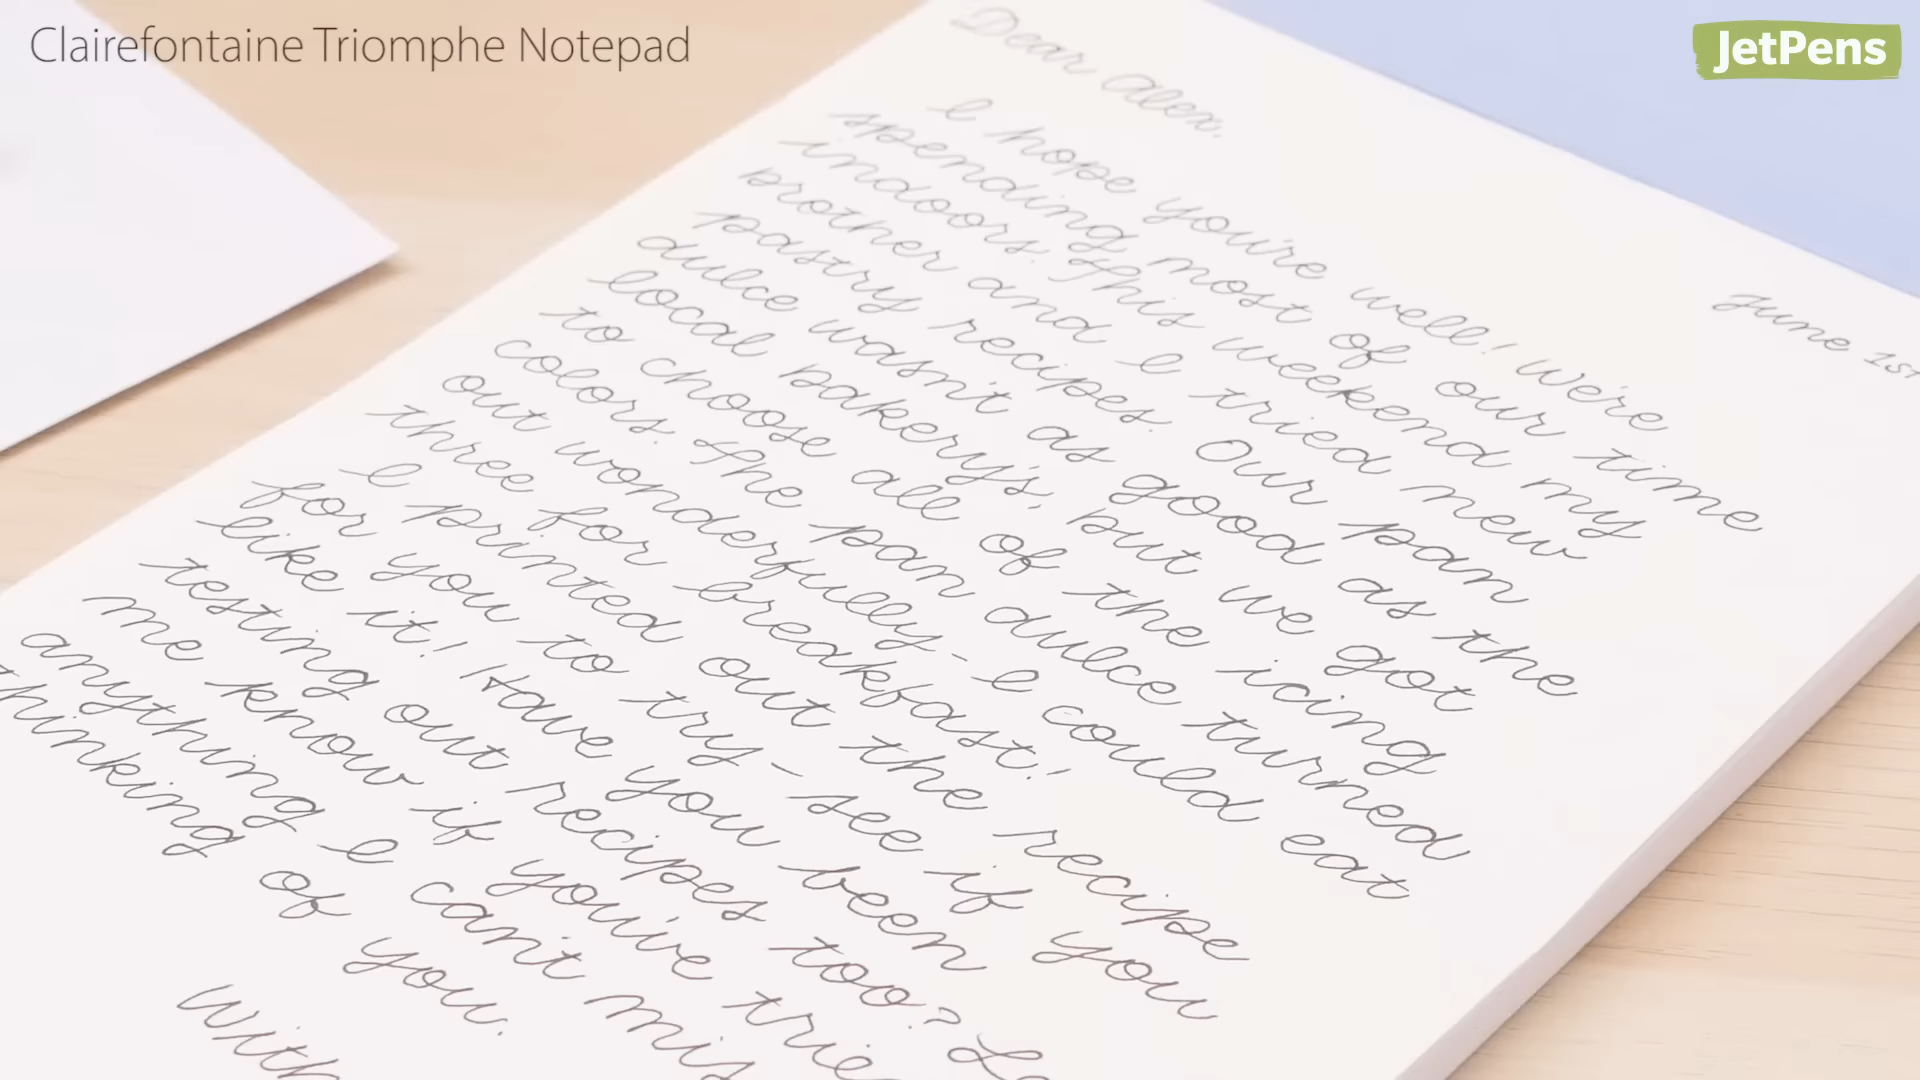 Clairefontaine Triomphe Notepad
JetPens
June 1ST
Dear Alex,
I hope you're well! We're
spending most of our time
indoors. This weekend my
brother and I tried new
pastry recipes. Our pan
dulce wasn't as good as the
local bakery's, but we got
to choose all of the icing
colors. The pan dulce turned
out wonderfully - I could eat
three for breakfast!
I printed out the recipe
for you to try - see if you
like it! Have you been
testing out recipes too? Le
me know if you've trie
anything I can't mis
thinking of you.
With